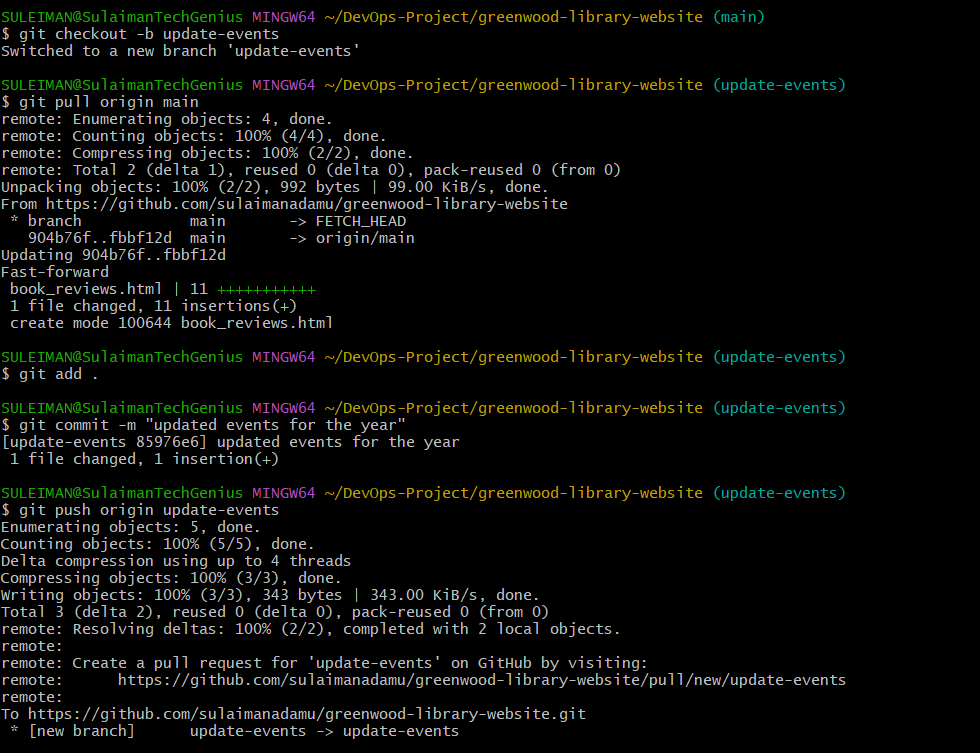 SULEIMAN@SulaimanTechGenius MINGW64 ~/DevOps-Project/greenwood-library-website (main)
$ git checkout -b update-events
Switched to a new branch 'update-events'

SULEIMAN@SulaimanTechGenius MINGW64 ~/DevOps-Project/greenwood-library-website (update-events)
$ git pull origin main
remote: Enumerating objects: 4, done.
remote: Counting objects: 100% (4/4), done.
remote: Compressing objects: 100% (2/2), done.
remote: Total 2 (delta 1), reused 0 (delta 0), pack-reused 0 (from 0)
Unpacking objects: 100% (2/2), 992 bytes | 99.00 KiB/s, done.
From https://github.com/sulaimanadamu/greenwood-library-website
 * branch            main       -> FETCH_HEAD
   904b76f..fbbf12d  main       -> origin/main
Updating 904b76f..fbbf12d
Fast-forward
 book_reviews.html | 11 +++++++++++
 1 file changed, 11 insertions(+)
 create mode 100644 book_reviews.html

SULEIMAN@SulaimanTechGenius MINGW64 ~/DevOps-Project/greenwood-library-website (update-events)
$ git add .

SULEIMAN@SulaimanTechGenius MINGW64 ~/DevOps-Project/greenwood-library-website (update-events)
$ git commit -m "updated events for the year"
[update-events 85976e6] updated events for the year
 1 file changed, 1 insertion(+)

SULEIMAN@SulaimanTechGenius MINGW64 ~/DevOps-Project/greenwood-library-website (update-events)
$ git push origin update-events
Enumerating objects: 5, done.
Counting objects: 100% (5/5), done.
Delta compression using up to 4 threads
Compressing objects: 100% (3/3), done.
Writing objects: 100% (3/3), 343 bytes | 343.00 KiB/s, done.
Total 3 (delta 2), reused 0 (delta 0), pack-reused 0 (from 0)
remote: Resolving deltas: 100% (2/2), completed with 2 local objects.
remote:
remote: Create a pull request for 'update-events' on GitHub by visiting:
remote:      https://github.com/sulaimanadamu/greenwood-library-website/pull/new/update-events
remote:
To https://github.com/sulaimanadamu/greenwood-library-website.git
 * [new branch]      update-events -> update-events